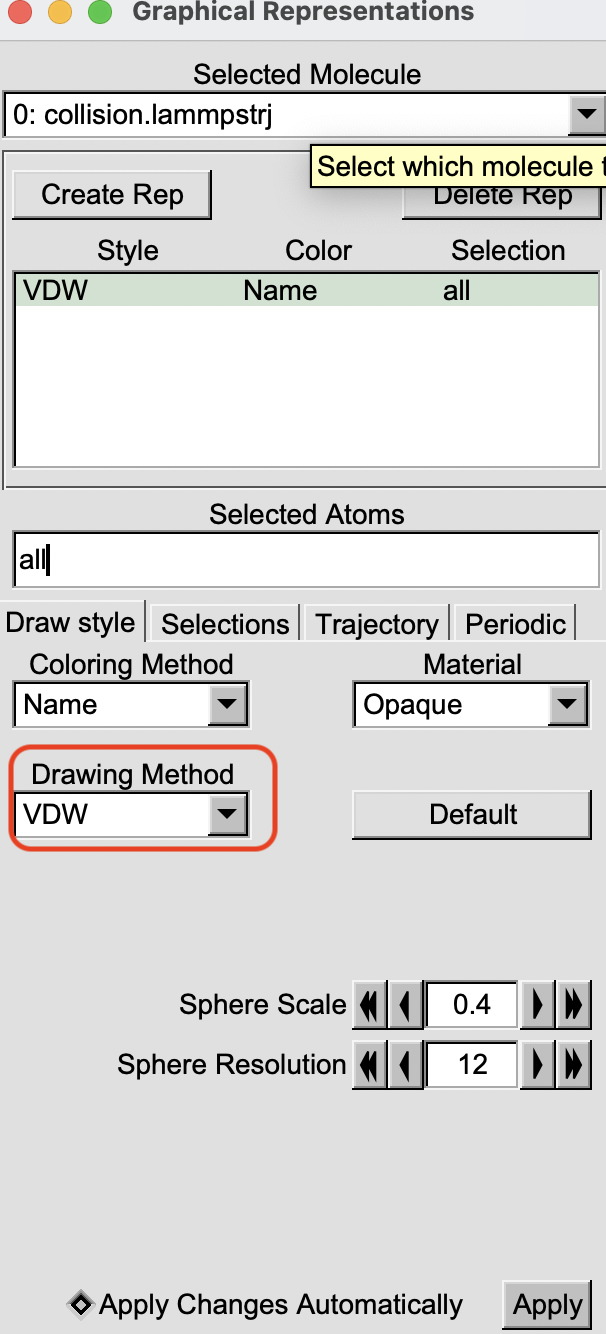 Graphical Representations
Selected Molecule
0: collision.lammpstrj
Select which molecule t
Create Rep
Delete Rep
Style Color Selection
VDW Name all
Selected Atoms
all
Draw style Selections Trajectory Periodic
Coloring Method Material
Name Opaque
Drawing Method
VDW Default
Sphere Scale 0.4
Sphere Resolution 12
Apply Changes Automatically Apply